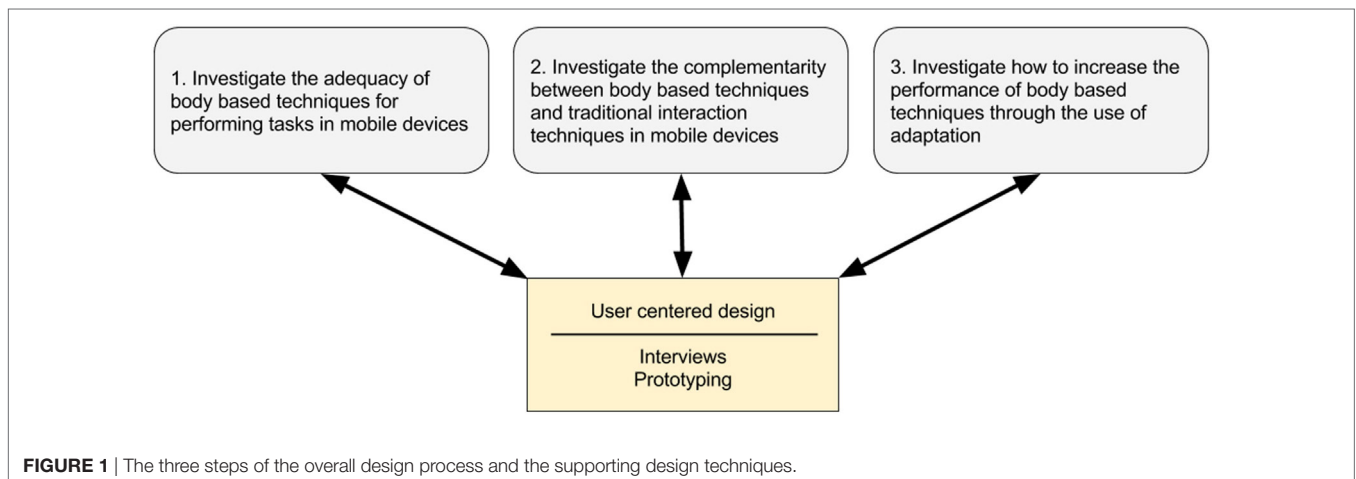 1. Investigate the adequacy of
body based techniques for
performing tasks in mobile devices
2. Investigate the complementarity
between body based techniques
and traditional interaction
techniques in mobile devices
3. Investigate how to increase the
performance of body based
techniques through the use of
adaptation
User centered design
Interviews
Prototyping
FIGURE 1 | The three steps of the overall design process and the supporting design techniques.